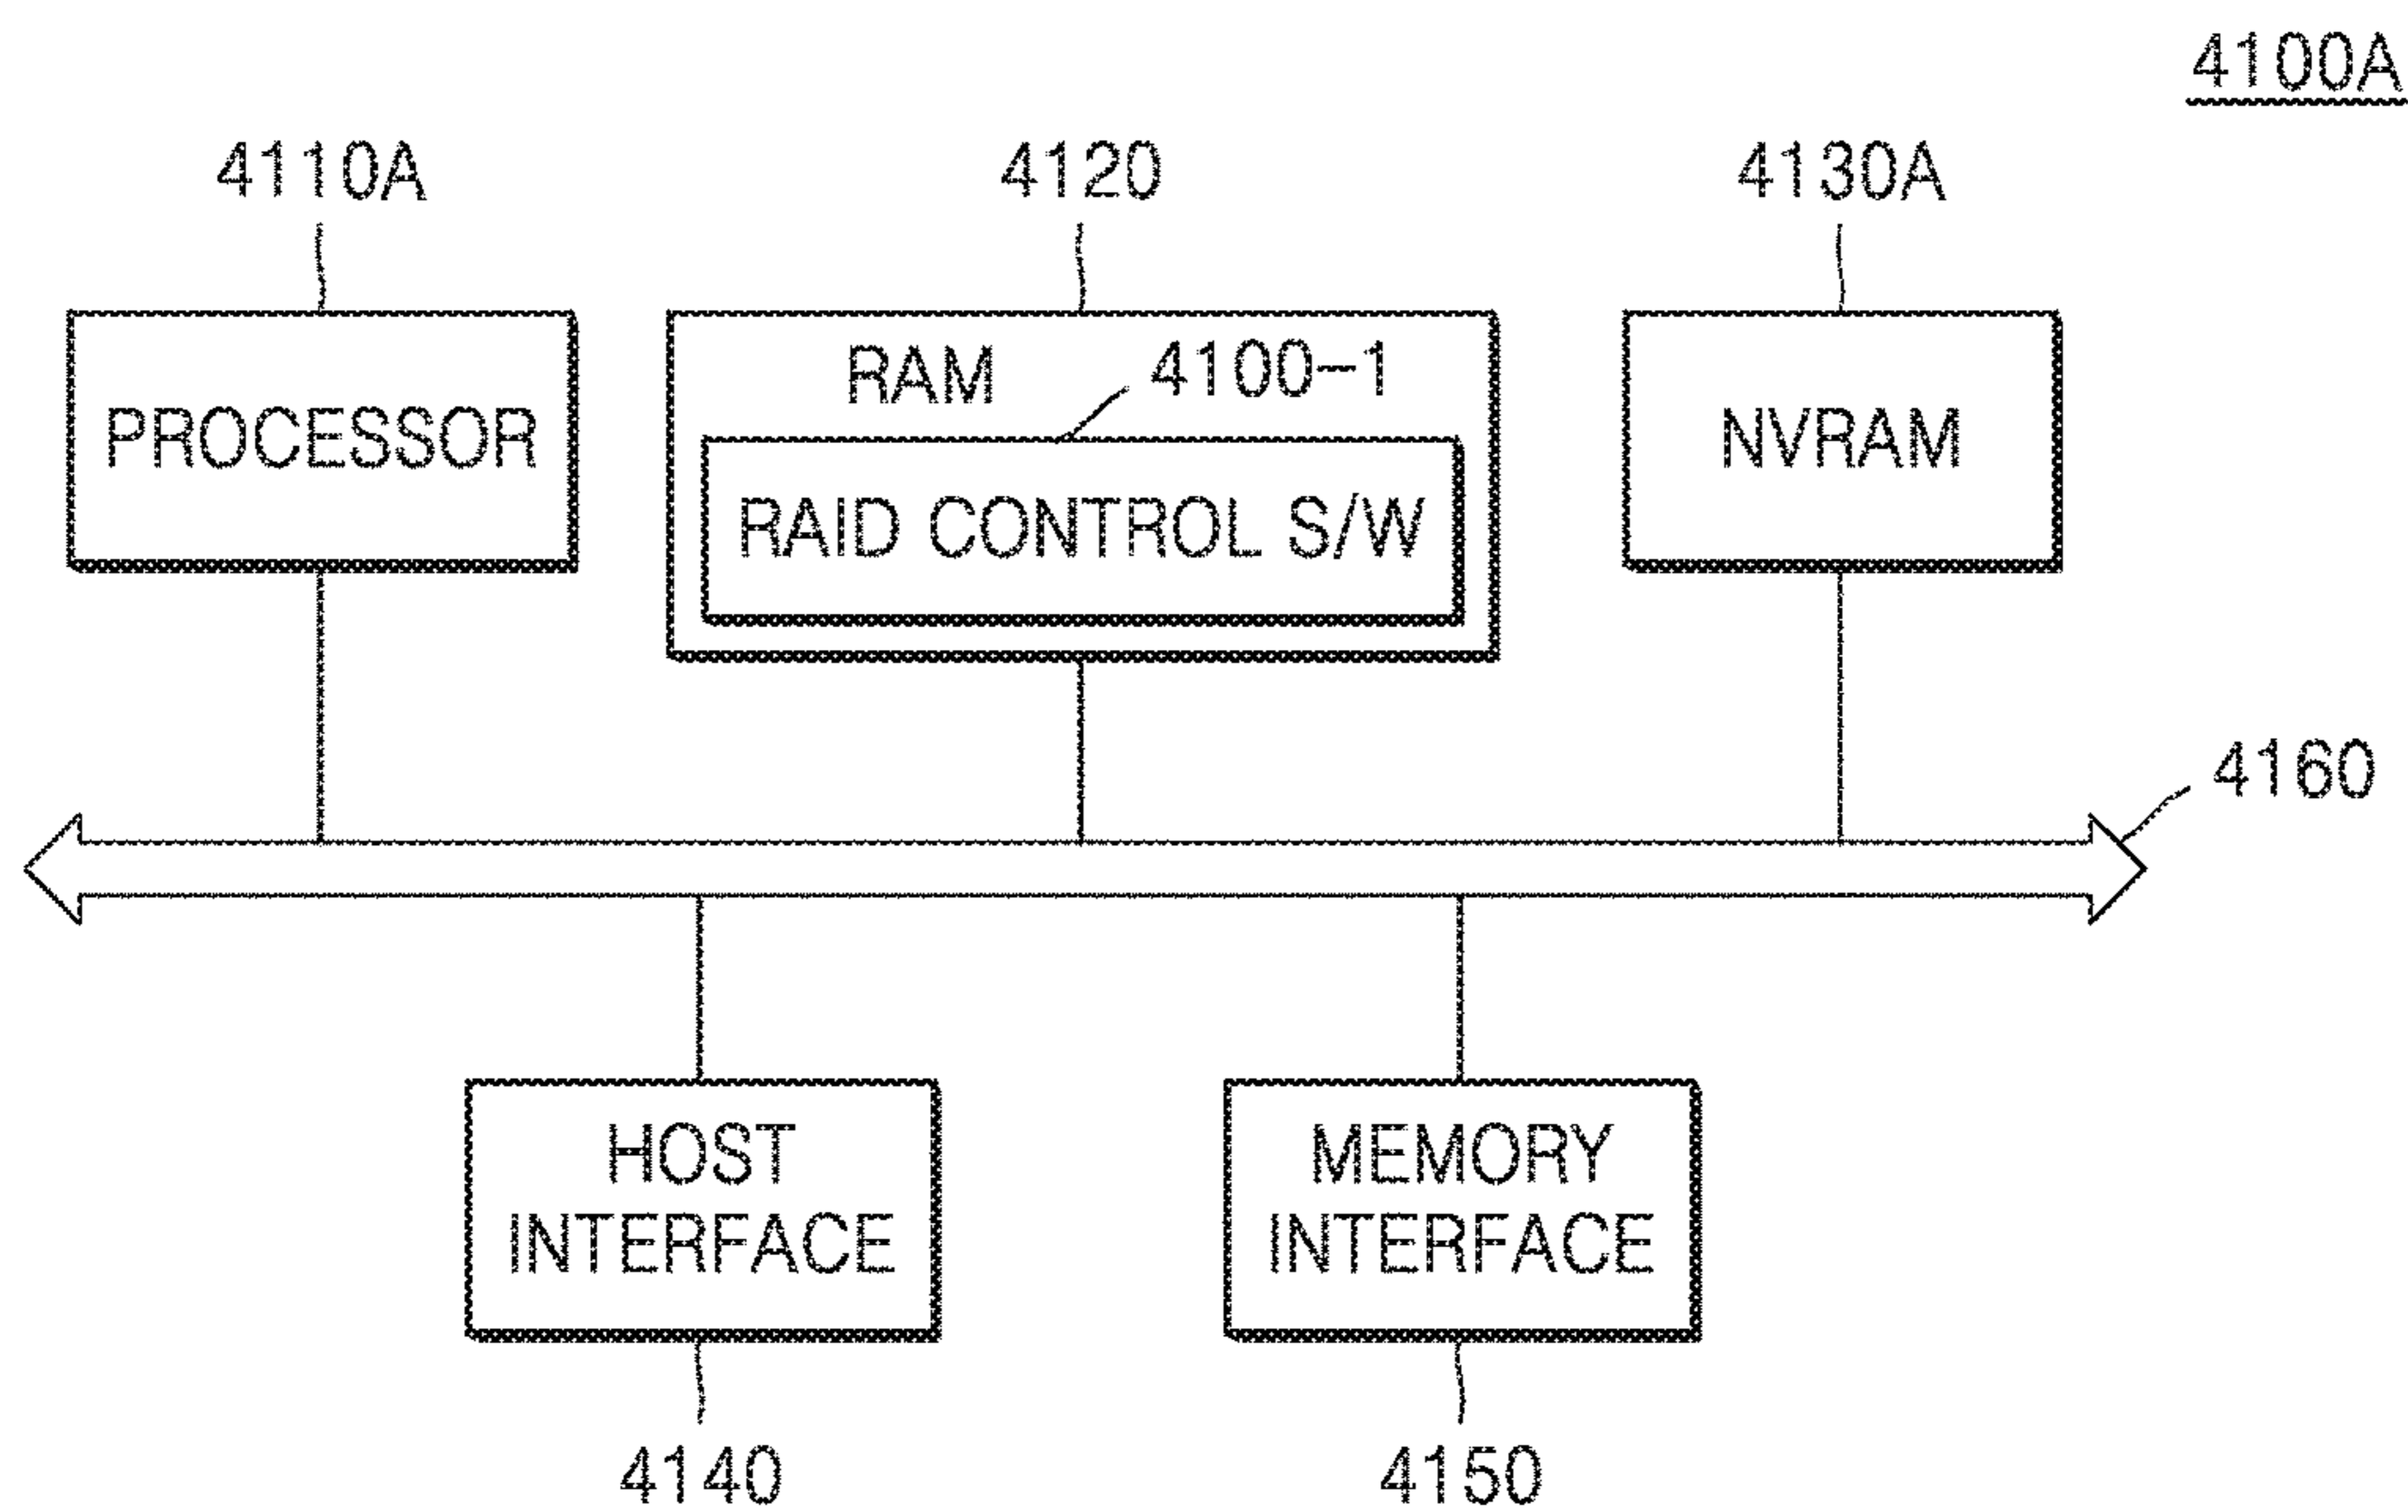 4100A
4110A
4120
4130A
PROCESSOR
RAM
4100-1
RAID CONTROL S/W
NVRAM
4160
HOST
INTERFACE
MEMORY
INTERFACE
4140
4150